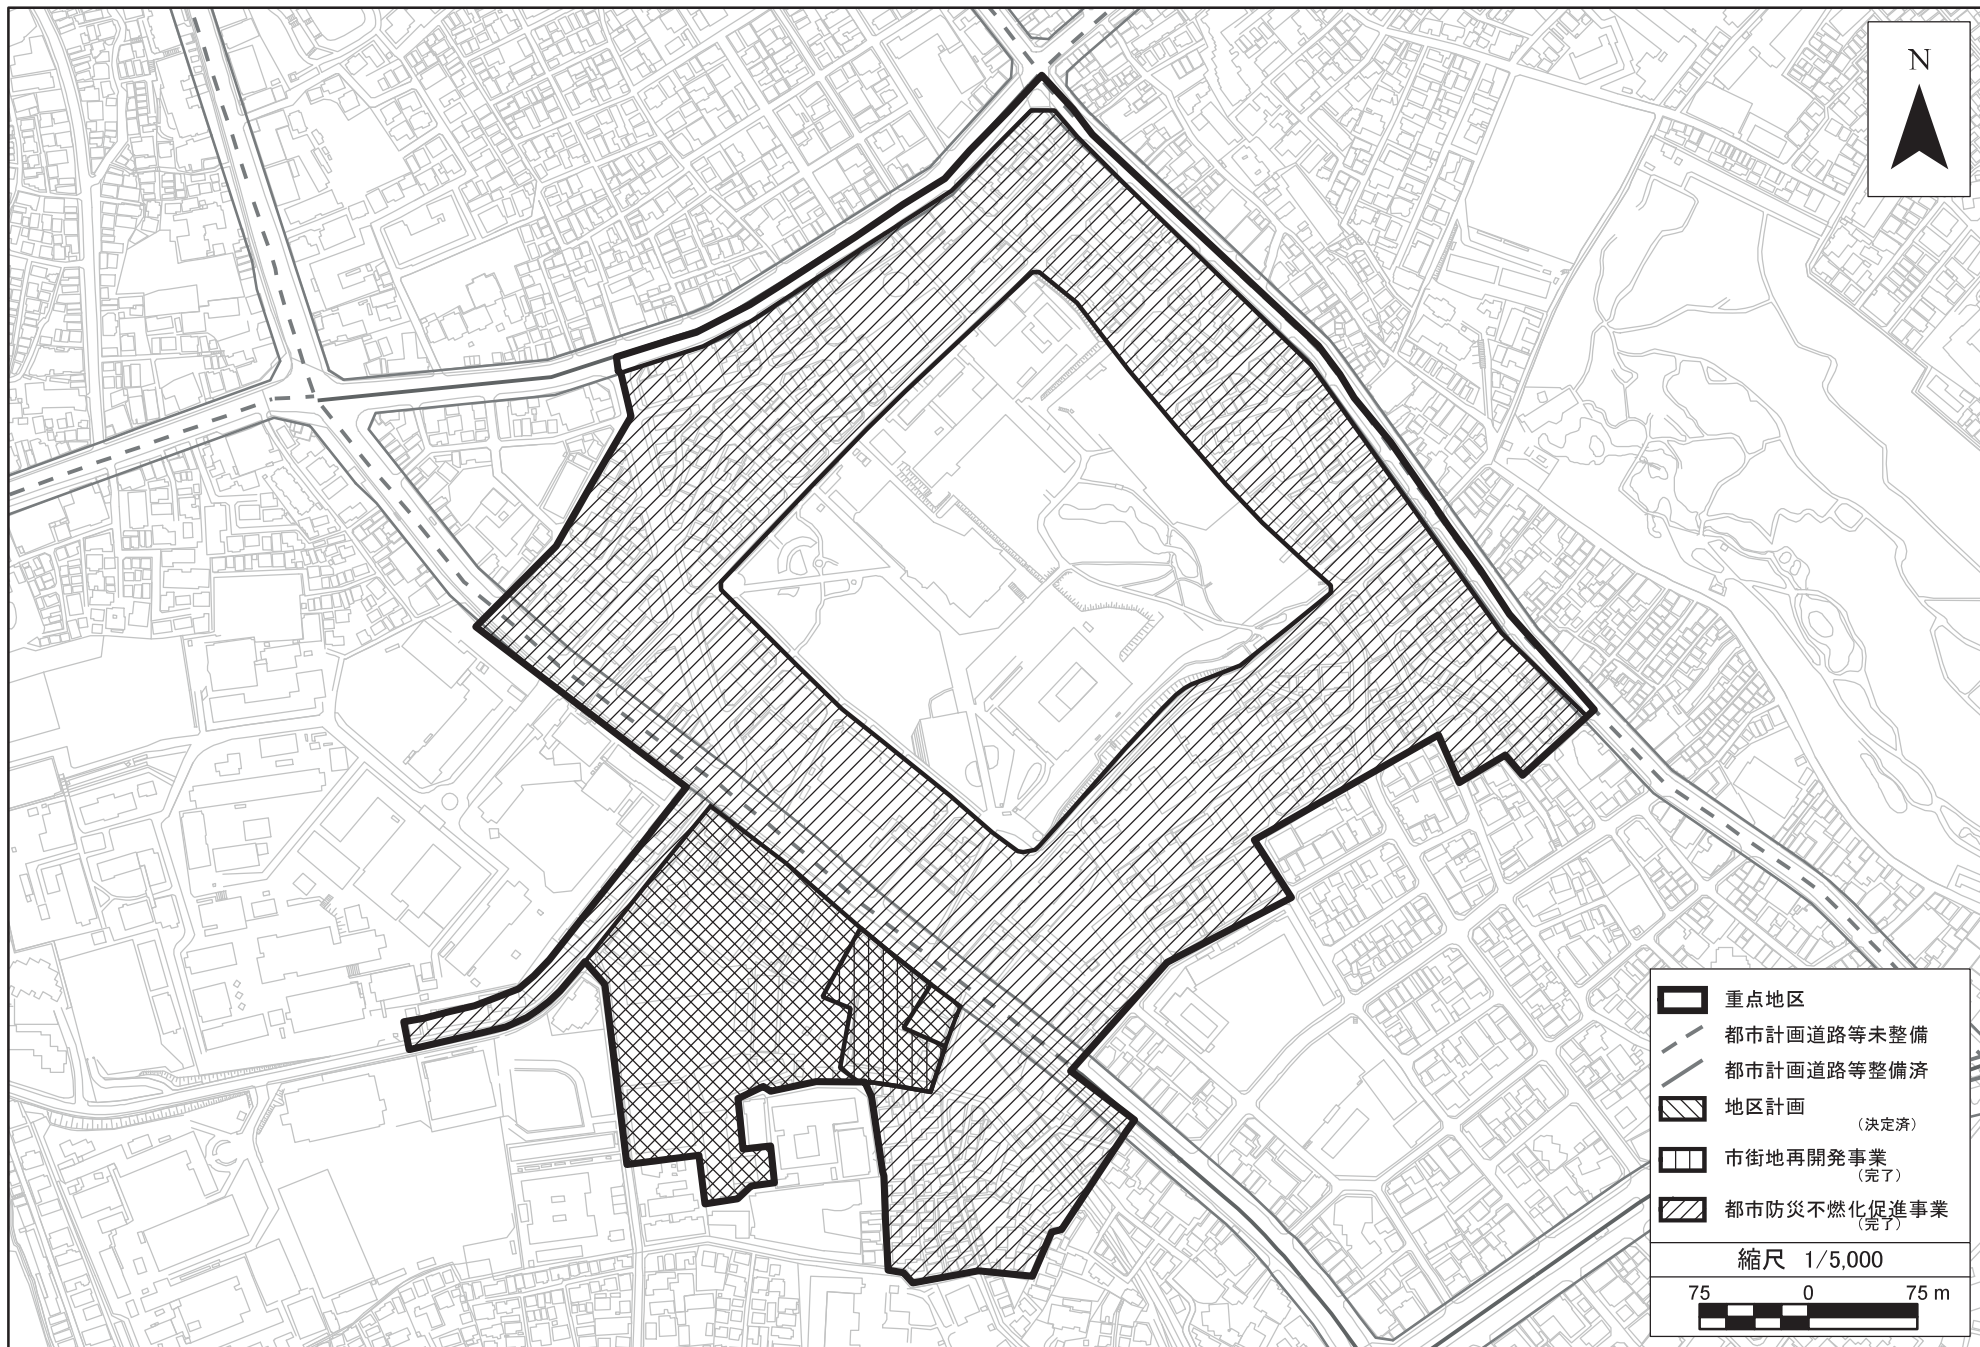 N
重点地区
都市計画道路等未整備
都市計画道路等整備済
地区計画
(決定済)
市街地再開発事業
(完了)
都市防災不燃化促進事業
(完了)
縮尺 1/5,000
75 0 75 m